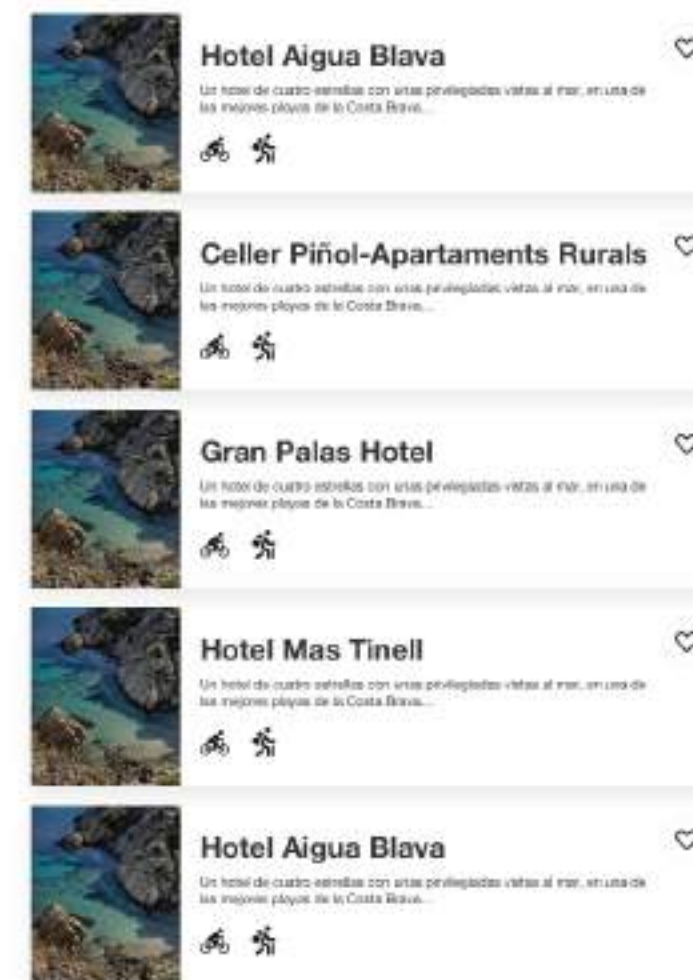 Hotel Aigua Blava
Un hotel de cuatro estrellas con unas privilegiadas vistas al mar, en una de
las mejores playas de la Costa Brava...
Celler Piñol-Apartaments Rurals
Un hotel de cuatro estrellas con unas privilegiadas vistas al mar, en una de
las mejores playas de la Costa Brava...
Gran Palas Hotel
Un hotel de cuatro estrellas con unas privilegiadas vistas al mar, en una de
las mejores playas de la Costa Brava...
Hotel Mas Tinell
Un hotel de cuatro estrellas con unas privilegiadas vistas al mar, en una de
las mejores playas de la Costa Brava...
Hotel Aigua Blava
Un hotel de cuatro estrellas con unas privilegiadas vistas al mar, en una de
las mejores playas de la Costa Brava...